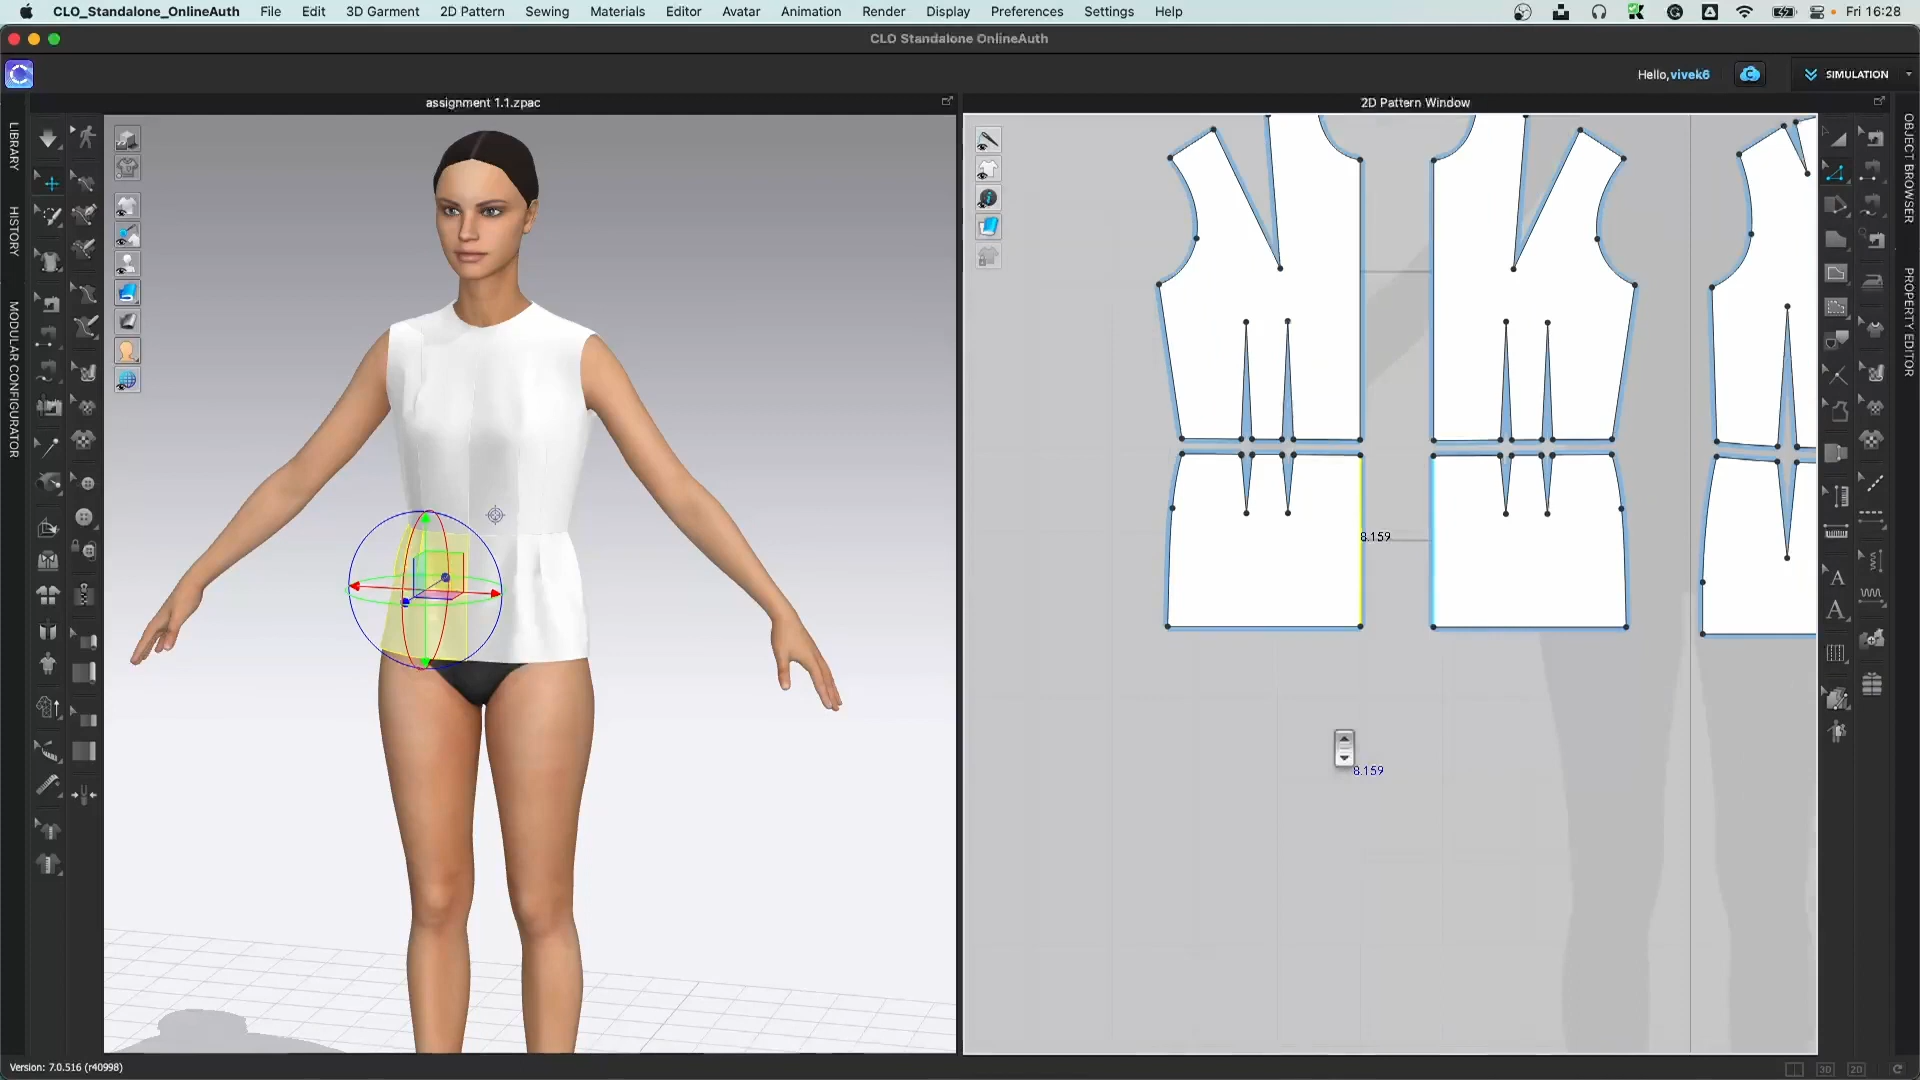 CLO_Standalone_OnlineAuth File Edit 3D Garment 2D Pattern Sewing Materials Editor Avatar Animation Render Display Preferences Settings Help Fri 16:28
CLO Standalone OnlineAuth
Hello,vivek6 SIMULATION
assignment 1.1.zpac 2D Pattern Window
LIBRARY
HISTORY
MODULAR CONFIGURATOR
OBJECT BROWSER
PROPERTY EDITOR
8.159
8.159
A
A
Version: 7.0.516 (r40998) 3D 2D